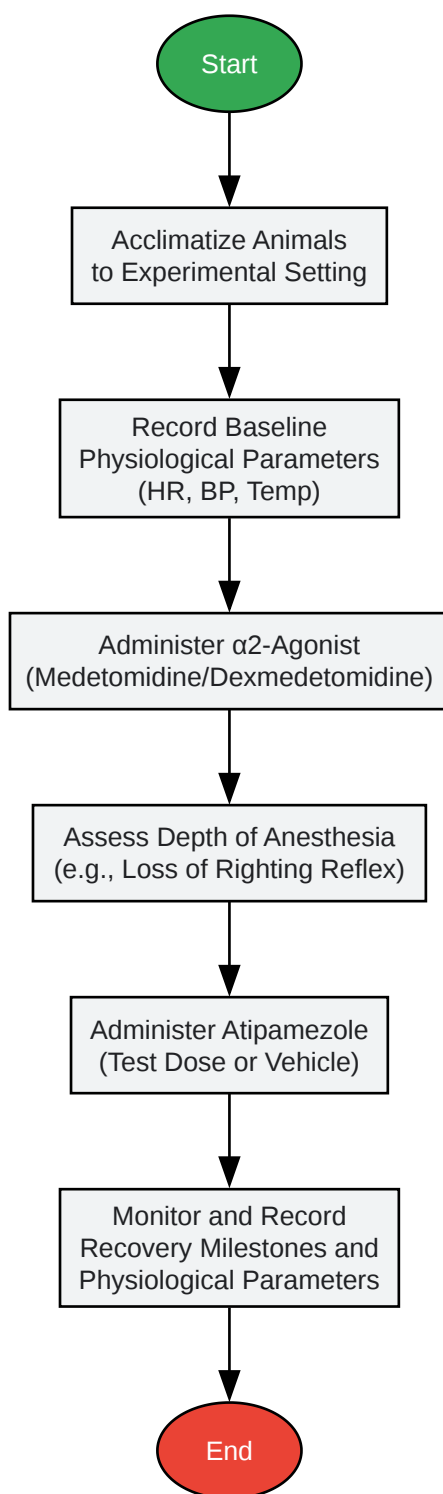 Start
Acclimatize Animals
to Experimental Setting
Record Baseline
Physiological Parameters
(HR, BP, Temp)
Administer α2-Agonist
(Medetomidine/Dexmedetomidine)
Assess Depth of Anesthesia
(e.g., Loss of Righting Reflex)
Administer Atipamezole
(Test Dose or Vehicle)
Monitor and Record
Recovery Milestones and
Physiological Parameters
End